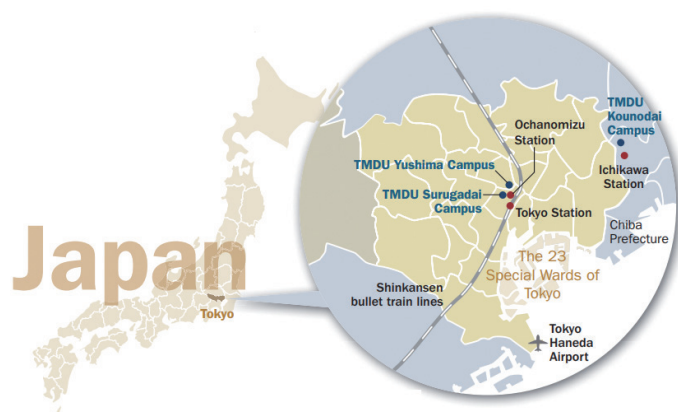 Japan
Tokyo
TMDU
Kounodai
Campus
Ochanomizu
Station
TMDU Yushima Campus
Ichikawa
Station
TMDU Surugadai
Campus
Tokyo Station
Chiba
Prefecture
The 23
Special Wards of
Tokyo
Shinkansen
bullet train lines
Tokyo
Haneda
Airport